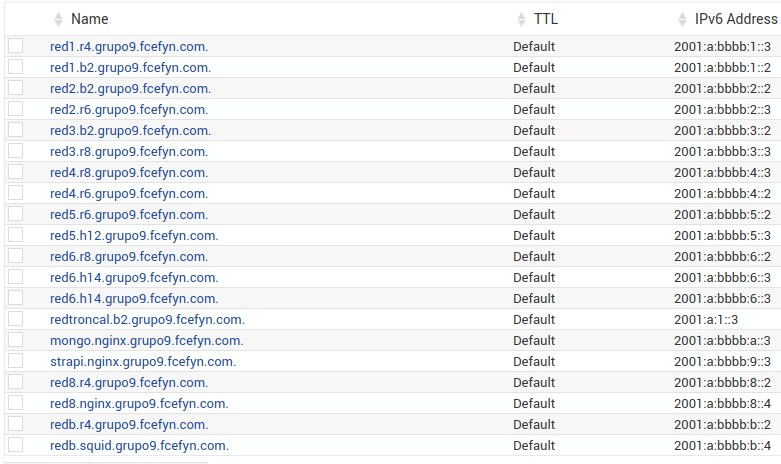 Name TTL IPv6 Address
red1.r4.grupo9.fcefyn.com. Default 2001:a:bbbb:1::3
red1.b2.grupo9.fcefyn.com. Default 2001:a:bbbb:1::2
red2.b2.grupo9.fcefyn.com. Default 2001:a:bbbb:2::2
red2.r6.grupo9.fcefyn.com. Default 2001:a:bbbb:2::3
red3.b2.grupo9.fcefyn.com. Default 2001:a:bbbb:3::2
red3.r8.grupo9.fcefyn.com. Default 2001:a:bbbb:3::3
red4.r8.grupo9.fcefyn.com. Default 2001:a:bbbb:4::3
red4.r6.grupo9.fcefyn.com. Default 2001:a:bbbb:4::2
red5.r6.grupo9.fcefyn.com. Default 2001:a:bbbb:5::2
red5.h12.grupo9.fcefyn.com. Default 2001:a:bbbb:5::3
red6.r8.grupo9.fcefyn.com. Default 2001:a:bbbb:6::2
red6.h14.grupo9.fcefyn.com. Default 2001:a:bbbb:6::3
red6.h14.grupo9.fcefyn.com. Default 2001:a:bbbb:6::3
redtroncal.b2.grupo9.fcefyn.com. Default 2001:a:1::3
mongo.nginx.grupo9.fcefyn.com. Default 2001:a:bbbb:a::3
strapi.nginx.grupo9.fcefyn.com. Default 2001:a:bbbb:9::3
red8.r4.grupo9.fcefyn.com. Default 2001:a:bbbb:8::2
red8.nginx.grupo9.fcefyn.com. Default 2001:a:bbbb:8::4
redb.r4.grupo9.fcefyn.com. Default 2001:a:bbbb:b::2
redb.squid.grupo9.fcefyn.com. Default 2001:a:bbbb:b::4